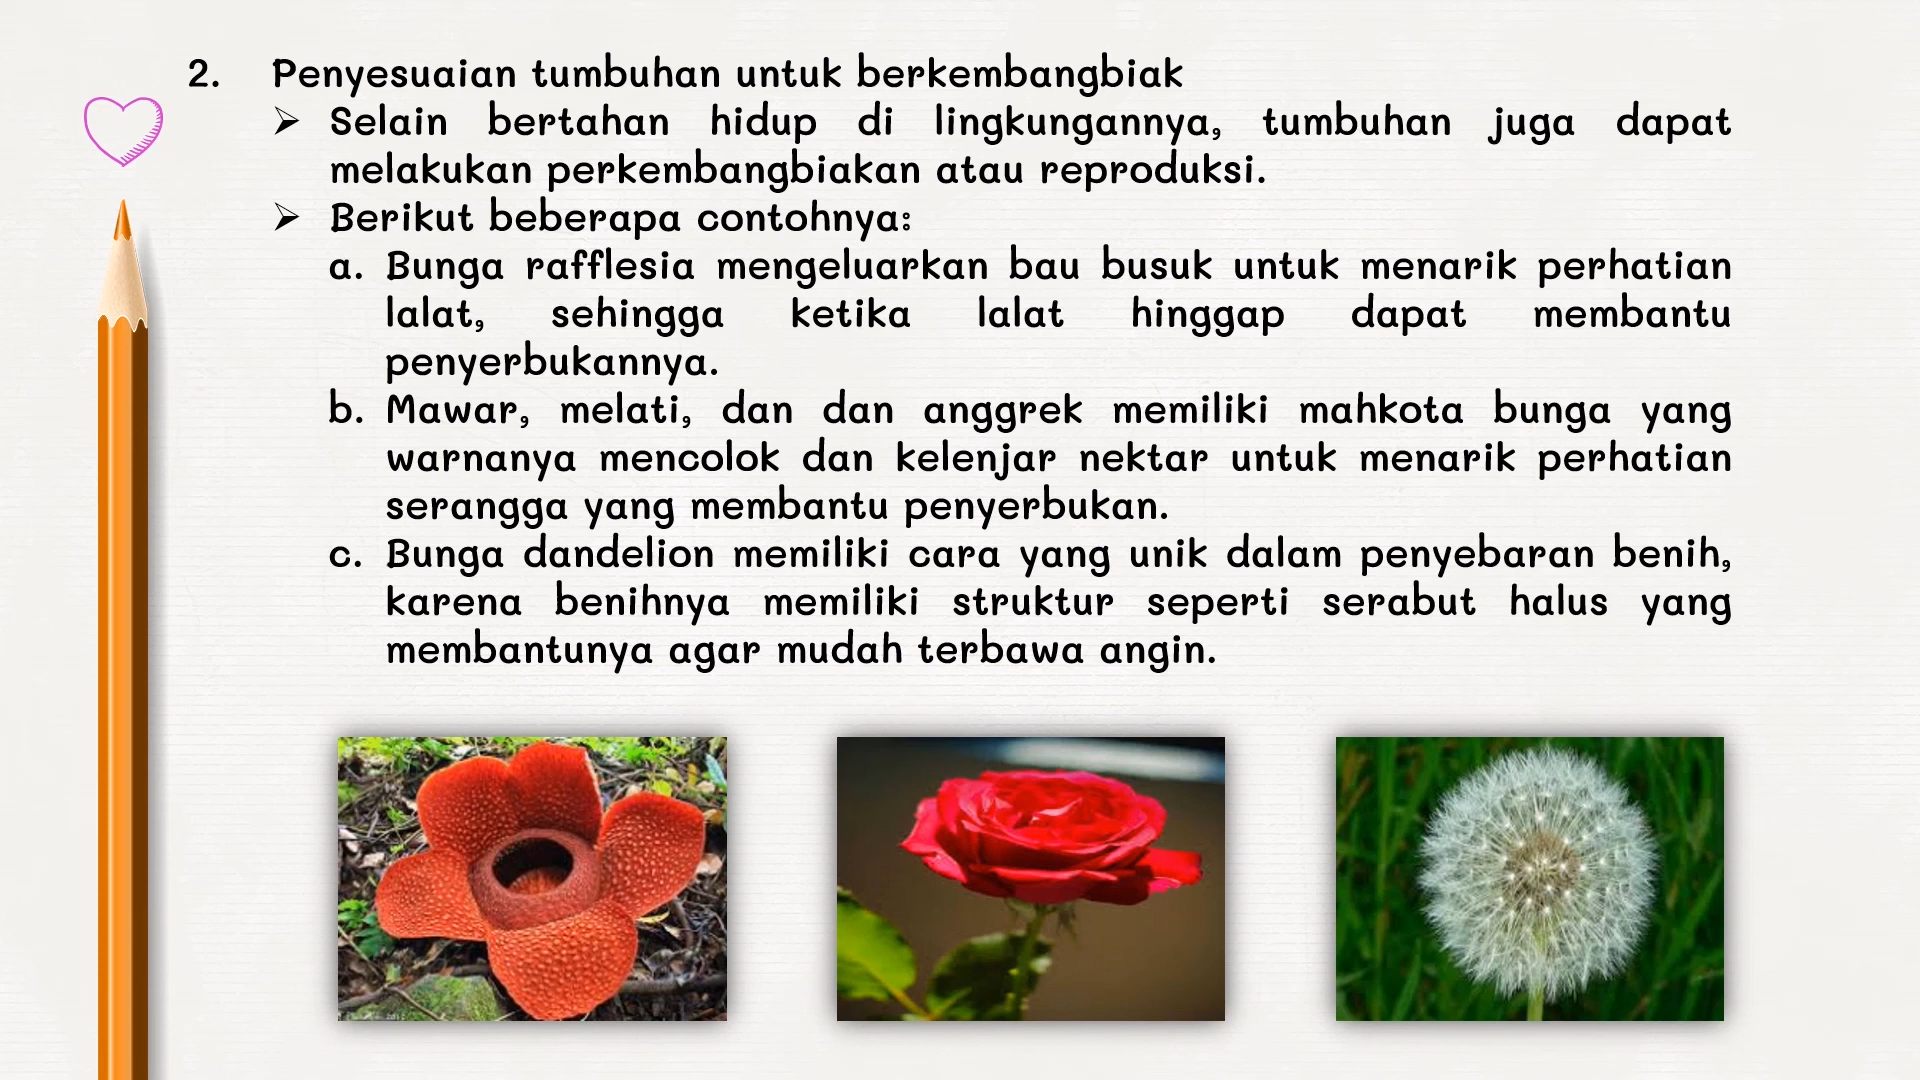 2. Penyesuaian tumbuhan untuk berkembangbiak
➢ Selain bertahan hidup di lingkungannya, tumbuhan juga dapat
melakukan perkembangbiakan atau reproduksi.
➢ Berikut beberapa contohnya:
a. Bunga rafflesia mengeluarkan bau busuk untuk menarik perhatian
lalat, sehingga ketika lalat hinggap dapat membantu
penyerbukannya.
b. Mawar, melati, dan dan anggrek memiliki mahkota bunga yang
warnanya mencolok dan kelenjar nektar untuk menarik perhatian
serangga yang membantu penyerbukan.
c. Bunga dandelion memiliki cara yang unik dalam penyebaran benih,
karena benihnya memiliki struktur seperti serabut halus yang
membantunya agar mudah terbawa angin.